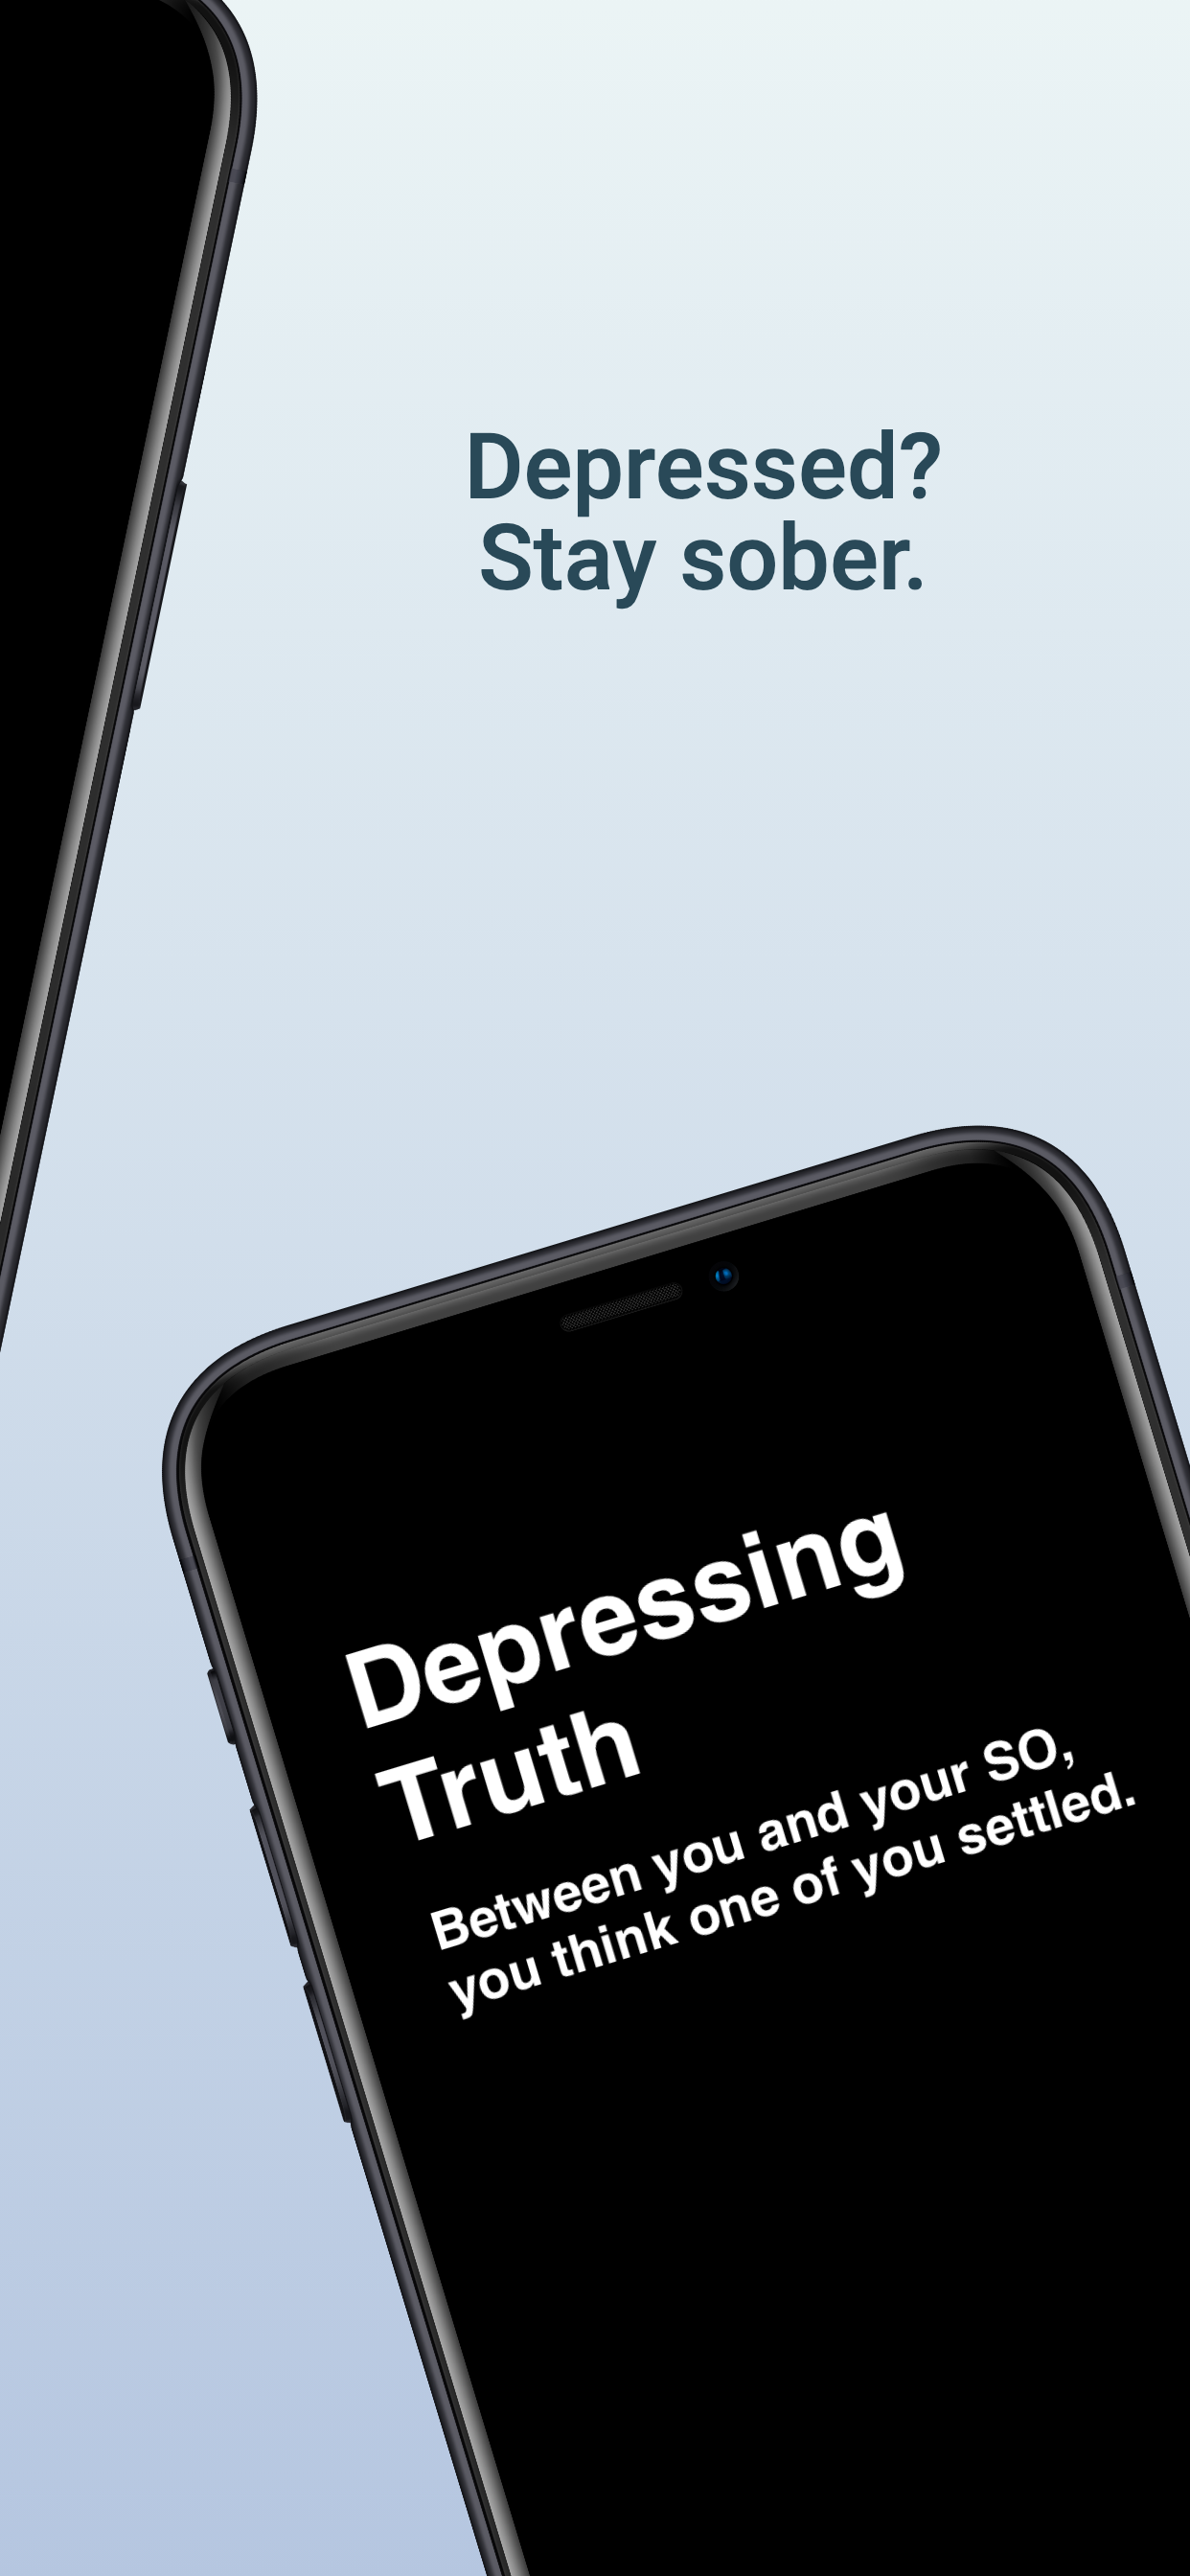 Depressed?
Stay sober.
Depressing
Truth
Between you and your SO,
you think one of you settled.